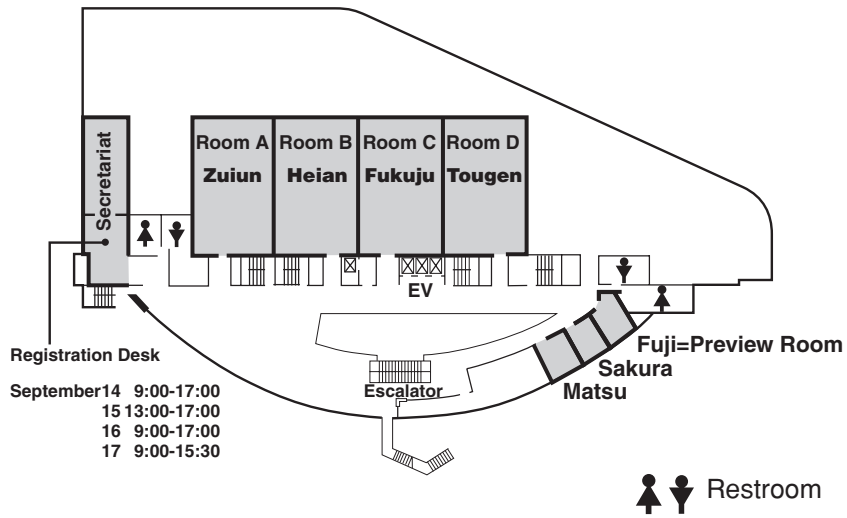 Secretariat
Room A
Zuiun
Room B
Heian
Room C
Fukuju
Room D
Tougen
EV
Registration Desk
September14 9:00-17:00
15 13:00-17:00
16 9:00-17:00
17 9:00-15:30
Escalator
Fuji=Preview Room
Sakura
Matsu
Restroom